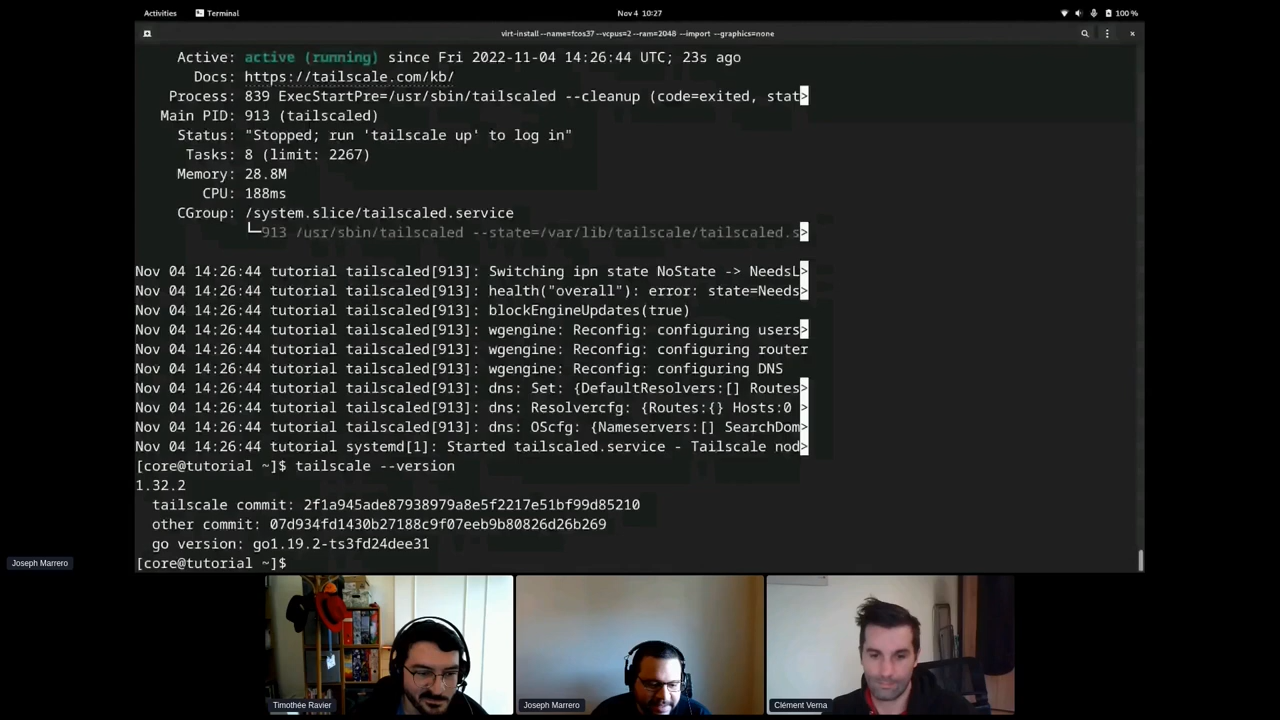 Activities Terminal Nov 4 10:27 100 %
virt-install --name=fcos37 --vcpus=2 --ram=2048 --import --graphics=none
Active: active (running) since Fri 2022-11-04 14:26:44 UTC; 23s ago
Docs: https://tailscale.com/kb/
Process: 839 ExecStartPre=/usr/sbin/tailscaled --cleanup (code=exited, stat>
Main PID: 913 (tailscaled)
Status: "Stopped; run 'tailscale up' to log in"
Tasks: 8 (limit: 2267)
Memory: 28.8M
CPU: 188ms
CGroup: /system.slice/tailscaled.service
└─913 /usr/sbin/tailscaled --state=/var/lib/tailscale/tailscaled.s>
Nov 04 14:26:44 tutorial tailscaled[913]: Switching ipn state NoState -> NeedsL>
Nov 04 14:26:44 tutorial tailscaled[913]: health("overall"): error: state=Needs>
Nov 04 14:26:44 tutorial tailscaled[913]: blockEngineUpdates(true)
Nov 04 14:26:44 tutorial tailscaled[913]: wgengine: Reconfig: configuring users>
Nov 04 14:26:44 tutorial tailscaled[913]: wgengine: Reconfig: configuring router
Nov 04 14:26:44 tutorial tailscaled[913]: wgengine: Reconfig: configuring DNS
Nov 04 14:26:44 tutorial tailscaled[913]: dns: Set: {DefaultResolvers:[] Routes>
Nov 04 14:26:44 tutorial tailscaled[913]: dns: Resolvercfg: {Routes:{} Hosts:0 >
Nov 04 14:26:44 tutorial tailscaled[913]: dns: OScfg: {Nameservers:[] SearchDom>
Nov 04 14:26:44 tutorial systemd[1]: Started tailscaled.service - Tailscale nod>
[core@tutorial ~]$ tailscale --version
1.32.2
tailscale commit: 2f1a945ade87938979a8e5f2217e51bf99d85210
other commit: 07d934fd1430b27188c9f07eeb9b80826d26b269
go version: go1.19.2-ts3fd24dee31
[core@tutorial ~]$
Joseph Marrero
Timothée Ravier
Joseph Marrero
Clément Verna